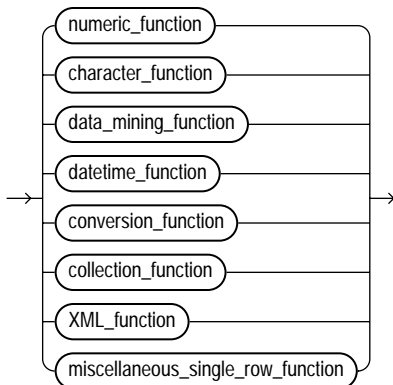 numeric_function
character_function
data_mining_function
datetime_function
conversion_function
collection_function
XML_function
miscellaneous_single_row_function